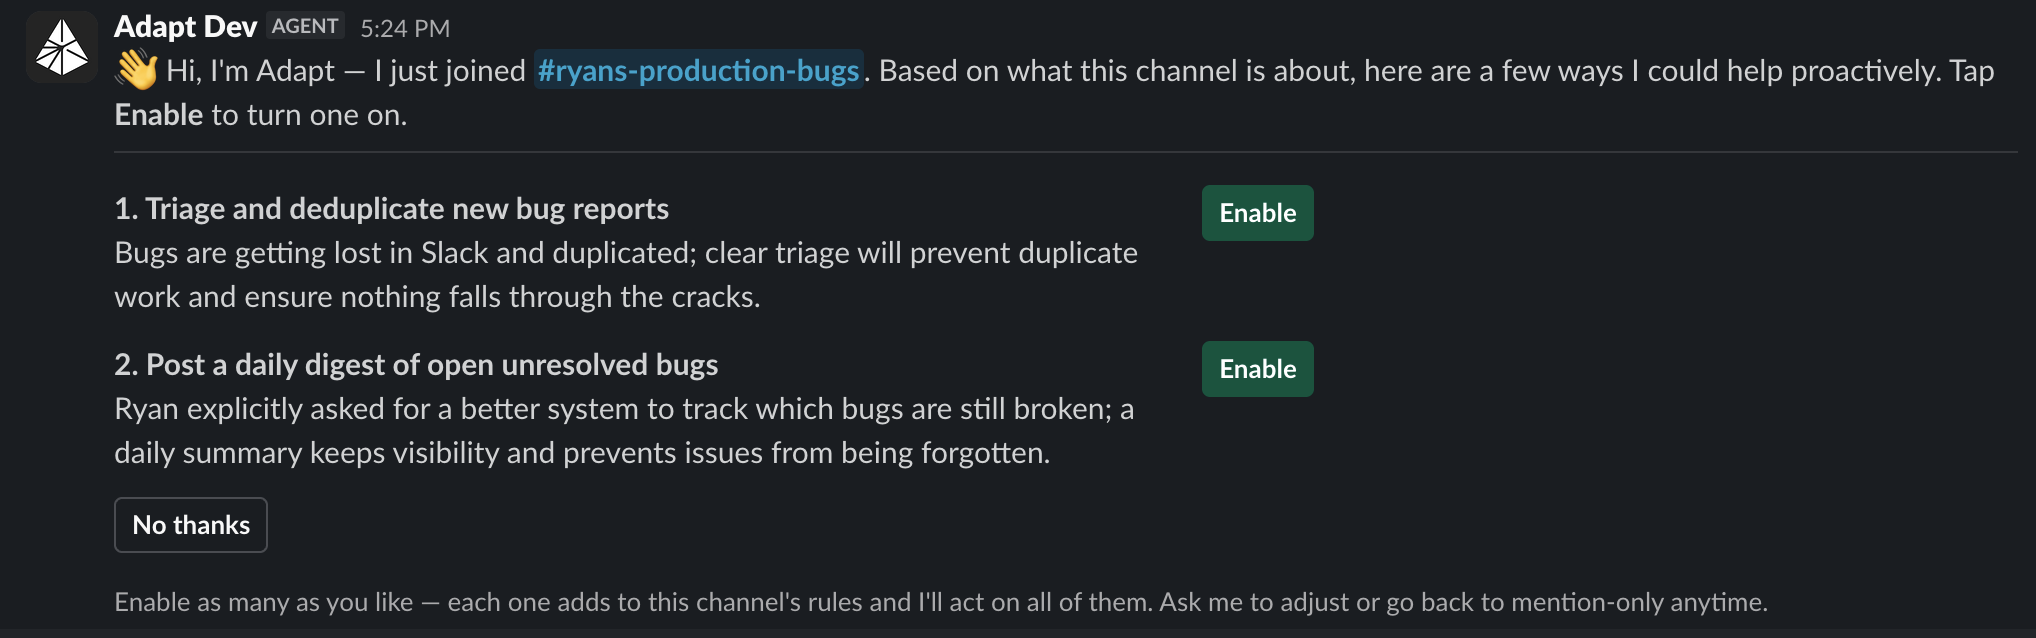 Adapt Dev AGENT 5:24 PM
👋 Hi, I'm Adapt — I just joined #ryans-production-bugs. Based on what this channel is about, here are a few ways I could help proactively. Tap
Enable to turn one on.
1. Triage and deduplicate new bug reports
Enable
Bugs are getting lost in Slack and duplicated; clear triage will prevent duplicate
work and ensure nothing falls through the cracks.
2. Post a daily digest of open unresolved bugs
Enable
Ryan explicitly asked for a better system to track which bugs are still broken; a
daily summary keeps visibility and prevents issues from being forgotten.
No thanks
Enable as many as you like — each one adds to this channel's rules and I'll act on all of them. Ask me to adjust or go back to mention-only anytime.